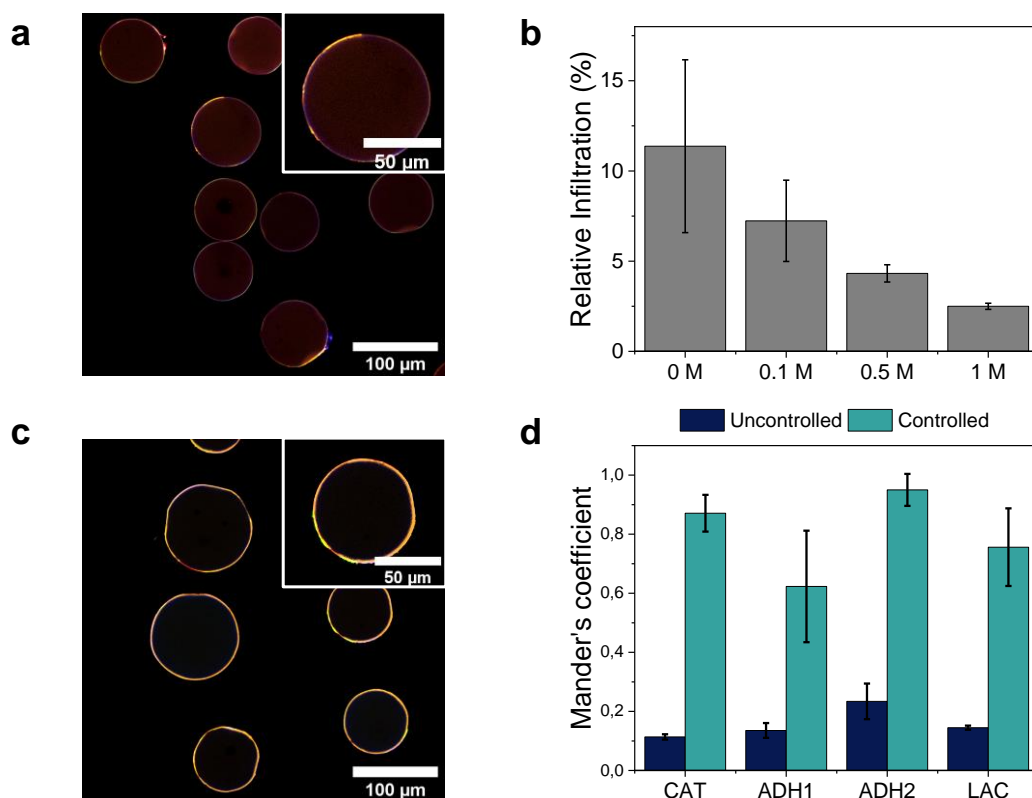 a
50 µm
100 µm
b
Relative Infiltration (%)
15
10
5
0
0 M 0.1 M 0.5 M 1 M
c
50 µm
100 µm
Uncontrolled Controlled
d
Mander's coefficient
1,0
0,8
0,6
0,4
0,2
0,0
CAT ADH1 ADH2 LAC